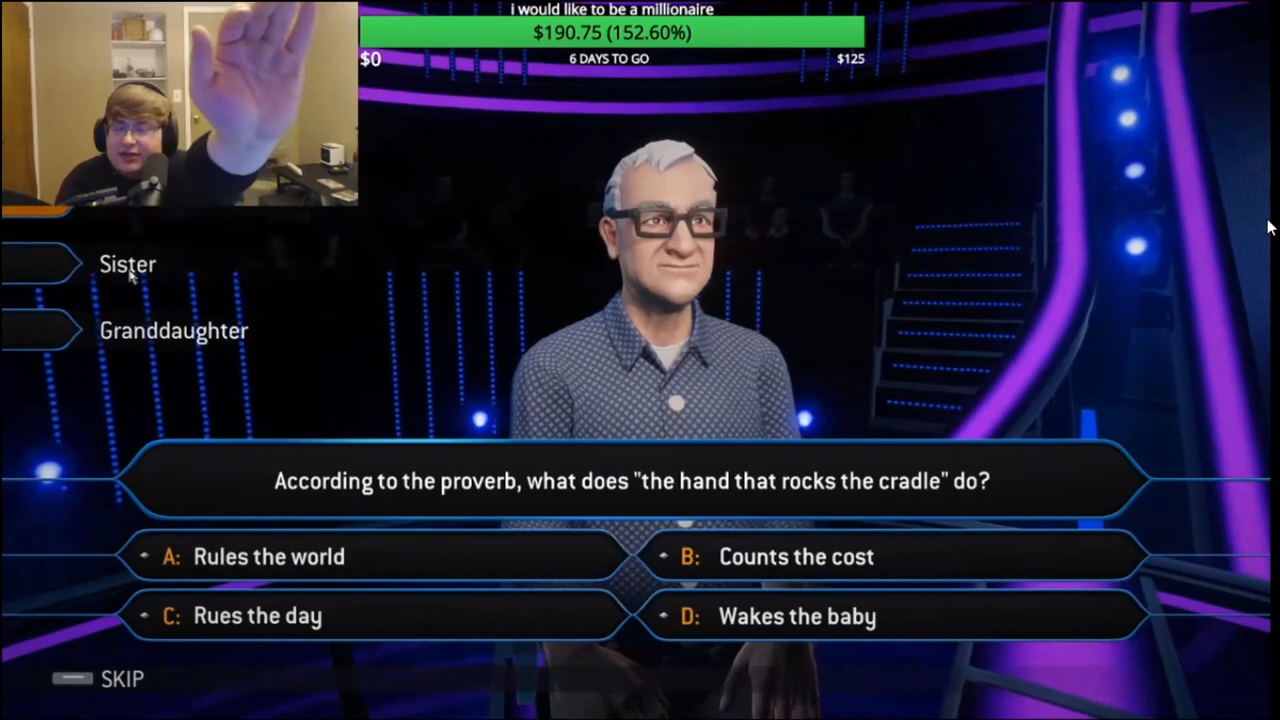 i would like to be a millionaire
$190.75 (152.60%)
$0
6 DAYS TO GO
$125
Sister
Granddaughter
According to the proverb, what does "the hand that rocks the cradle" do?
A: Rules the world
B: Counts the cost
C: Rues the day
D: Wakes the baby
SKIP